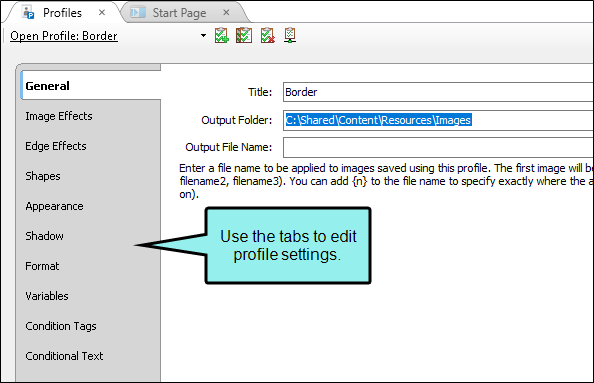 Profiles
Start Page
Open Profile: Border
General
Image Effects
Edge Effects
Shapes
Appearance
Shadow
Format
Variables
Condition Tags
Conditional Text
Title: Border
Output Folder: C:\Shared\Content\Resources\Images
Output File Name:
Enter a file name to be applied to images saved using this profile. The first image will be
filename2, filename3). You can add {n} to the file name to specify exactly where the a
on).
Use the tabs to edit
profile settings.